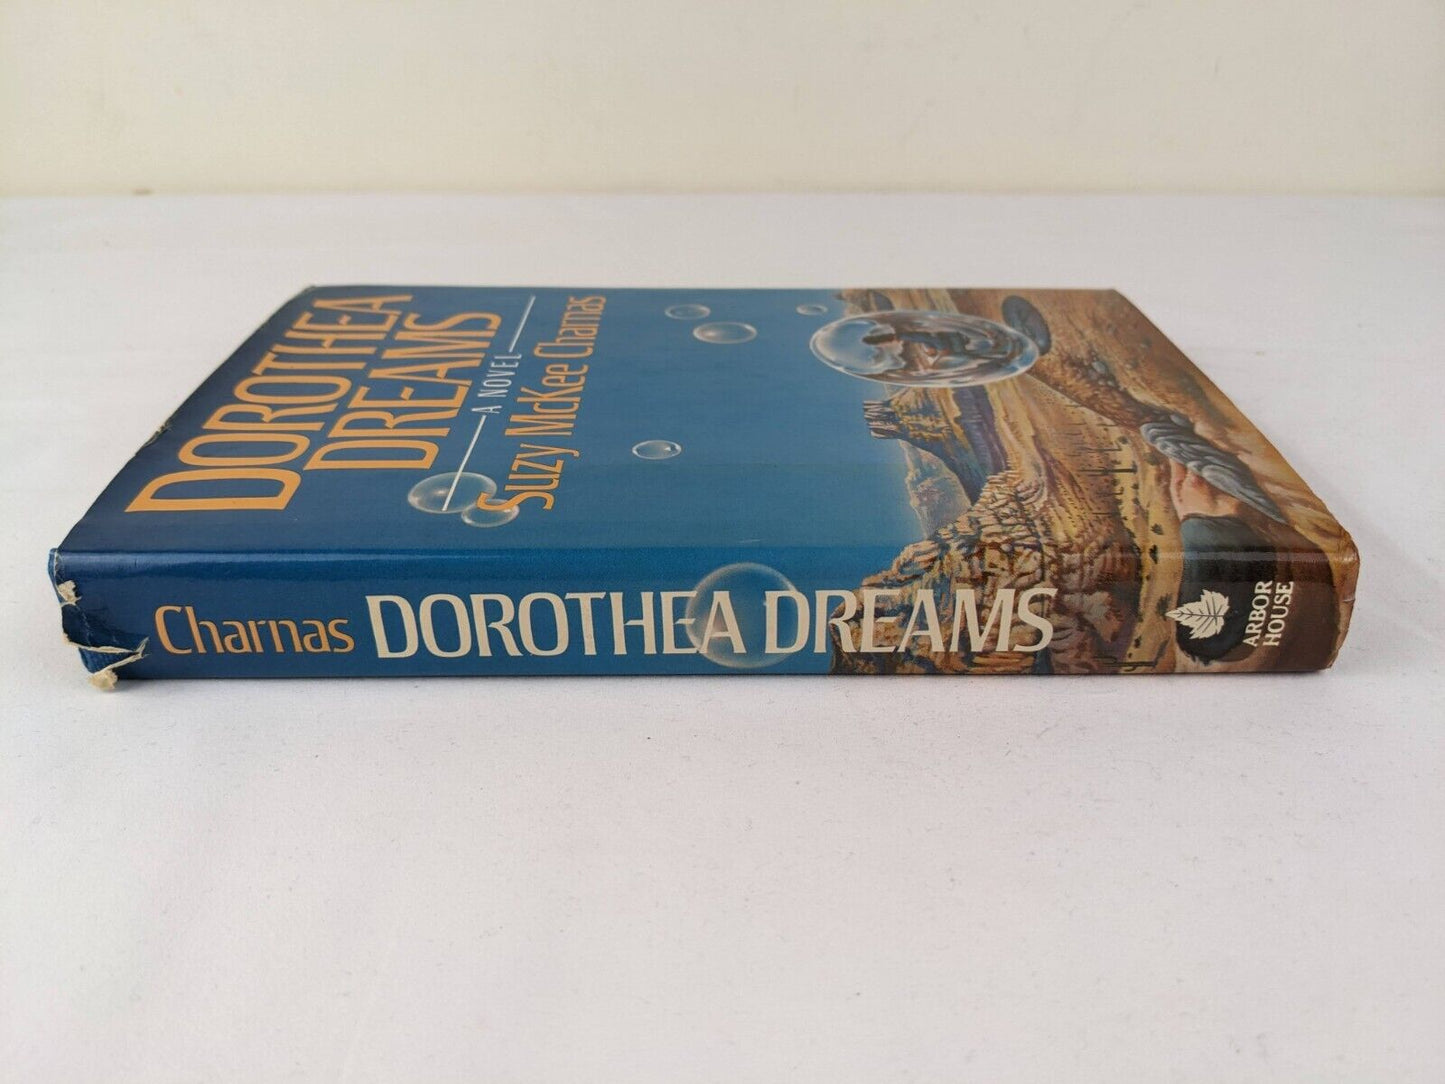 DOROTHEA
DREAMS
A NOVEL
Suzy McKee Charnas
Charnas DOROTHEA DREAMS
ARBOR
HOUSE